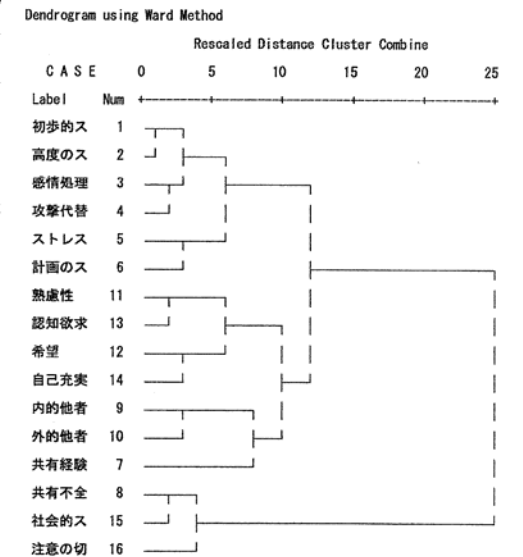 Dendrogram using Ward Method
Rescaled Distance Cluster Combine
C A S E 0 5 10 15 20 25
Label Num
初歩的ス 1
高度のス 2
感情処理 3
攻撃代替 4
ストレス 5
計画のス 6
熟慮性 11
認知欲求 13
希望 12
自己充実 14
内的他者 9
外的他者 10
共有経験 7
共有不全 8
社会的ス 15
注意の切 16